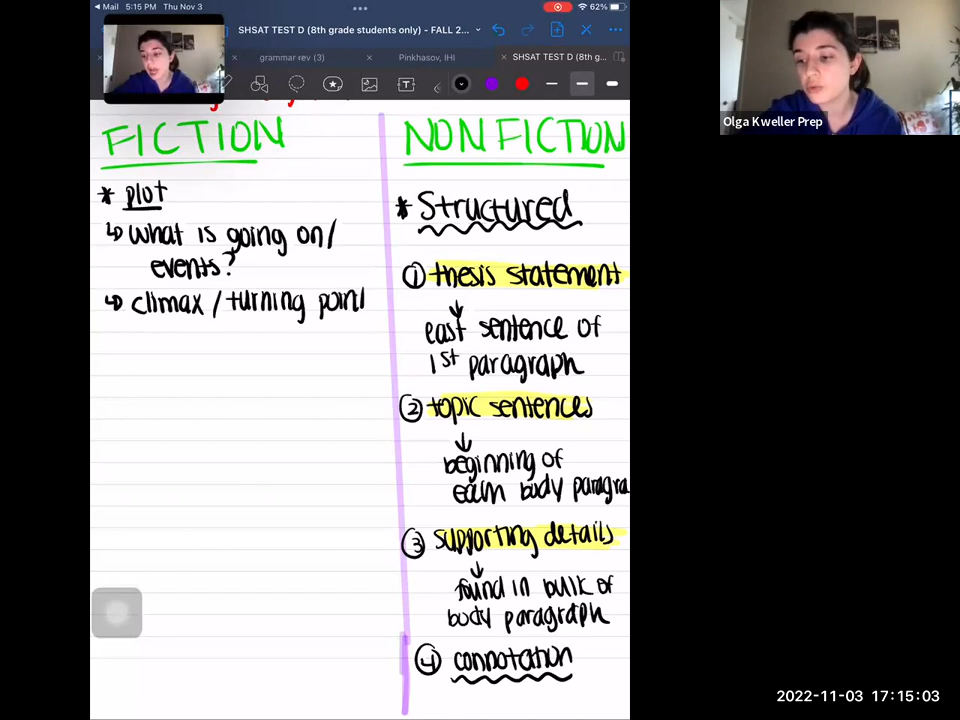 Mail 5:15 PM Thu Nov 3
62%
SHSAT TEST D (8th grade students only) - FALL 2...
grammar rev (3)
Pinkhasov, IHI
SHSAT TEST D (8th g...
Olga Kweller Prep
FICTION
* plot
↳ what is going on/
events?
↳ climax / turning point
NONFICTION
* Structured
① thesis statement
↓
last sentence of
1st paragraph
② topic sentences
↓
beginning of
each body paragra
③ supporting details
↓
found in bulk of
body paragraph
④ connotation
2022-11-03 17:15:03